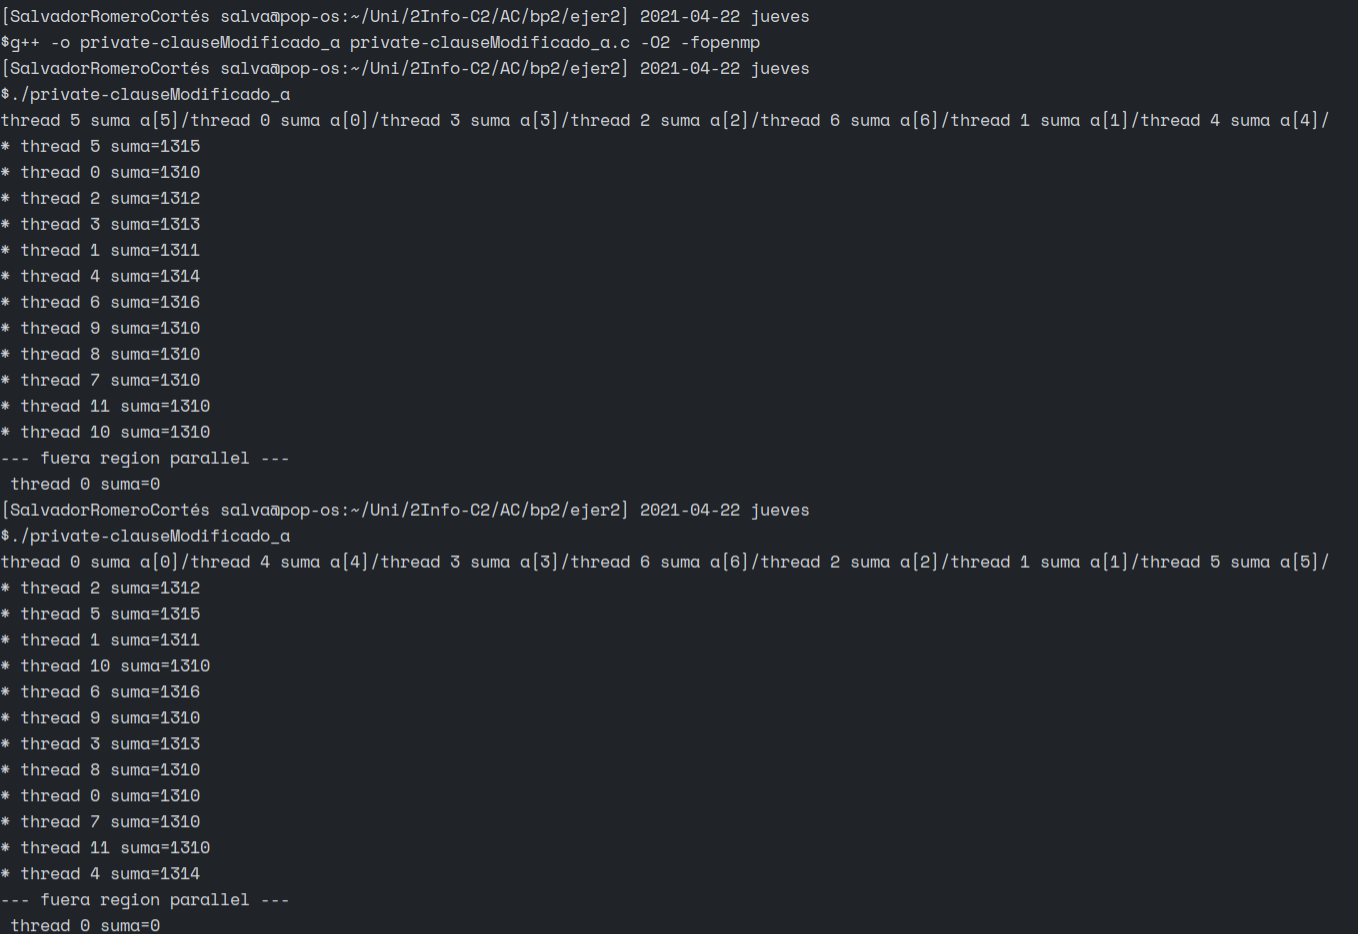 [SalvadorRomeroCortés salva@pop-os:~/Uni/2Info-C2/AC/bp2/ejer2] 2021-04-22 jueves
$g++ -o private-clauseModificado_a private-clauseModificado_a.c -O2 -fopenmp
[SalvadorRomeroCortés salva@pop-os:~/Uni/2Info-C2/AC/bp2/ejer2] 2021-04-22 jueves
$./private-clauseModificado_a
thread 5 suma a[5]/thread 0 suma a[0]/thread 3 suma a[3]/thread 2 suma a[2]/thread 6 suma a[6]/thread 1 suma a[1]/thread 4 suma a[4]/
* thread 5 suma=1315
* thread 0 suma=1310
* thread 2 suma=1312
* thread 3 suma=1313
* thread 1 suma=1311
* thread 4 suma=1314
* thread 6 suma=1316
* thread 9 suma=1310
* thread 8 suma=1310
* thread 7 suma=1310
* thread 11 suma=1310
* thread 10 suma=1310
--- fuera region parallel ---
 thread 0 suma=0
[SalvadorRomeroCortés salva@pop-os:~/Uni/2Info-C2/AC/bp2/ejer2] 2021-04-22 jueves
$./private-clauseModificado_a
thread 0 suma a[0]/thread 4 suma a[4]/thread 3 suma a[3]/thread 6 suma a[6]/thread 2 suma a[2]/thread 1 suma a[1]/thread 5 suma a[5]/
* thread 2 suma=1312
* thread 5 suma=1315
* thread 1 suma=1311
* thread 10 suma=1310
* thread 6 suma=1316
* thread 9 suma=1310
* thread 3 suma=1313
* thread 8 suma=1310
* thread 0 suma=1310
* thread 7 suma=1310
* thread 11 suma=1310
* thread 4 suma=1314
--- fuera region parallel ---
 thread 0 suma=0